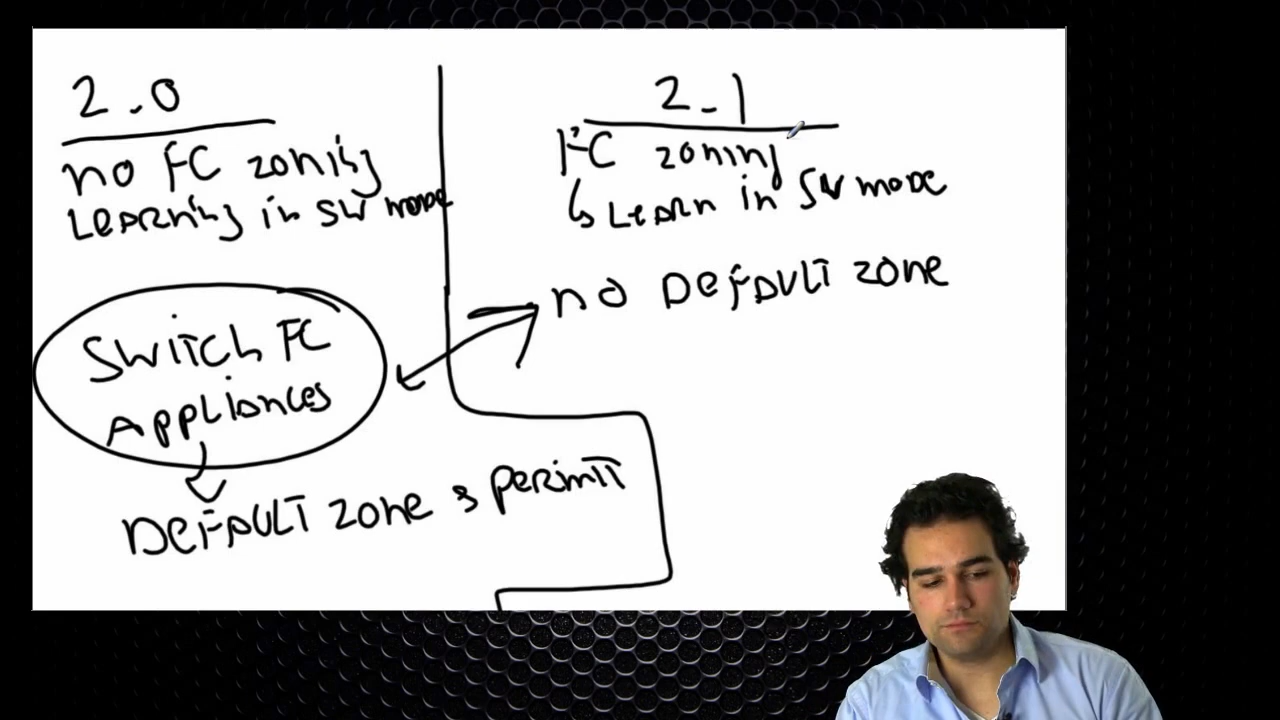 2.0
no FC zoning
Learning in SW mode
Switch FC
Appliances
Default zone & permit
2.1
FC zoning
Learn in SW mode
no Default zone